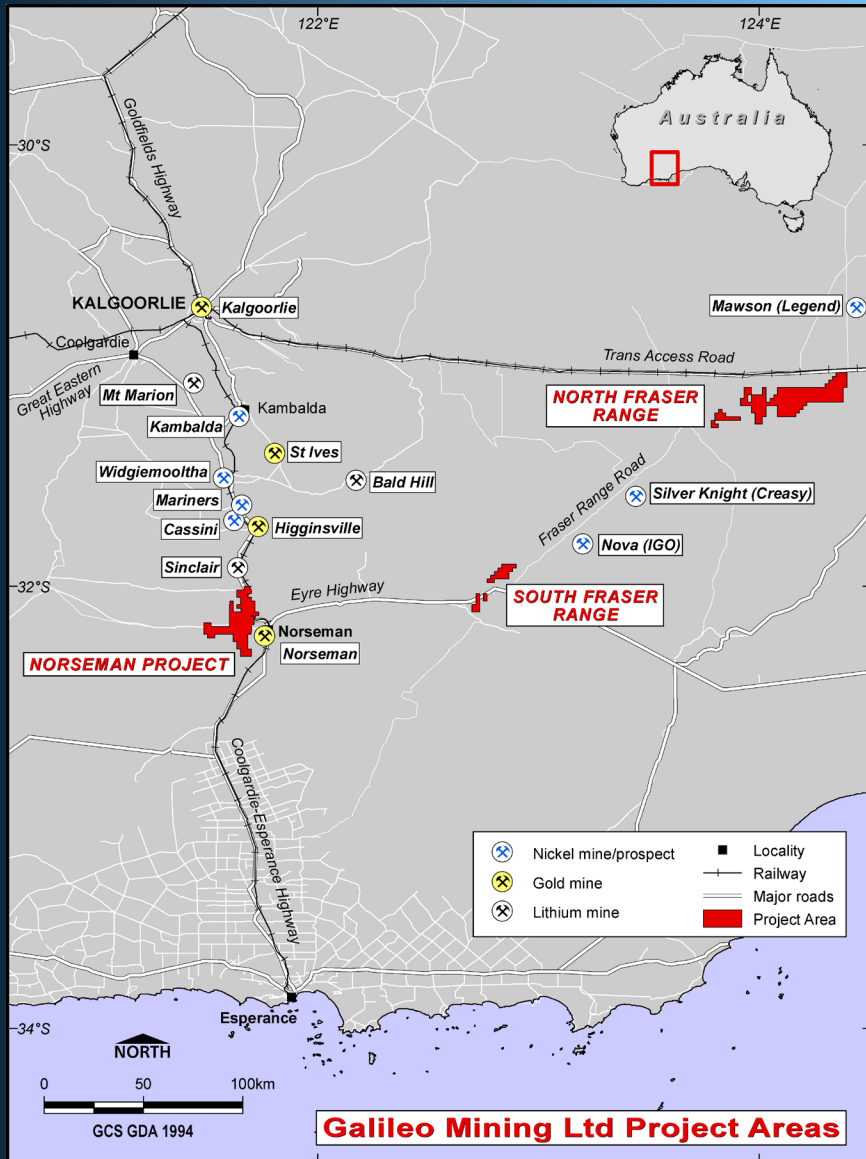 122°E
124°E
30°S
Australia
Goldfields Highway
KALGOORLIE
Kalgoorlie
Mawson (Legend)
Coolgardie
Trans Access Road
Great Eastern
Highway
Mt Marion
NORTH FRASER
RANGE
Kambalda
Kambalda
St Ives
Widgiemooltha
Bald Hill
Fraser Range Road
Silver Knight (Creasy)
Mariners
Cassini
Higginsville
Nova (IGO)
Sinclair
32°S
Eyre Highway
SOUTH FRASER
RANGE
Norseman
Norseman
NORSEMAN PROJECT
Coolgardie-Esperance Highway
Nickel mine/prospect
Gold mine
Lithium mine
Locality
Railway
Major roads
Project Area
Esperance
34°S
NORTH
0 50 100km
GCS GDA 1994
Galileo Mining Ltd Project Areas